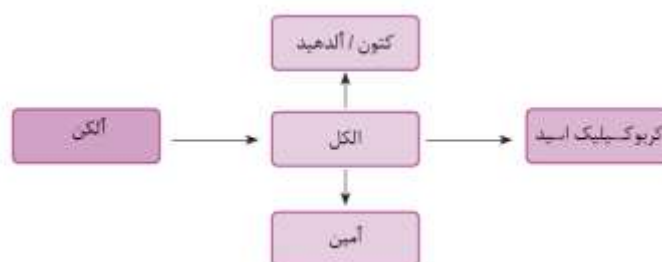 کتون / آلدهید
آلکن
الکل
کربوکسیلیک اسید
آمین